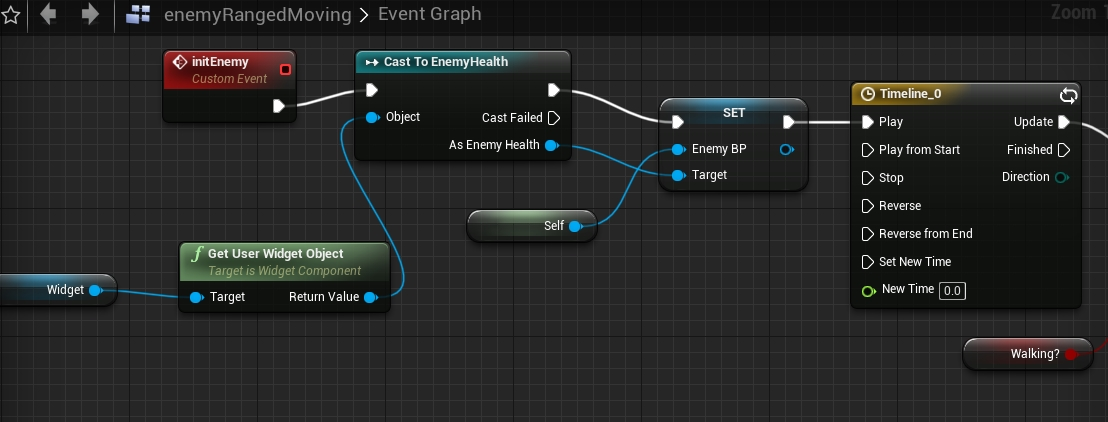 enemyRangedMoving > Event Graph
Zoom
initEnemy
Custom Event
Cast To EnemyHealth
Object
Cast Failed
As Enemy Health
SET
Enemy BP
Target
Self
Get User Widget Object
Target is Widget Component
Widget
Target
Return Value
Timeline_0
Play
Update
Play from Start
Finished
Stop
Direction
Reverse
Reverse from End
Set New Time
New Time 0.0
Walking?